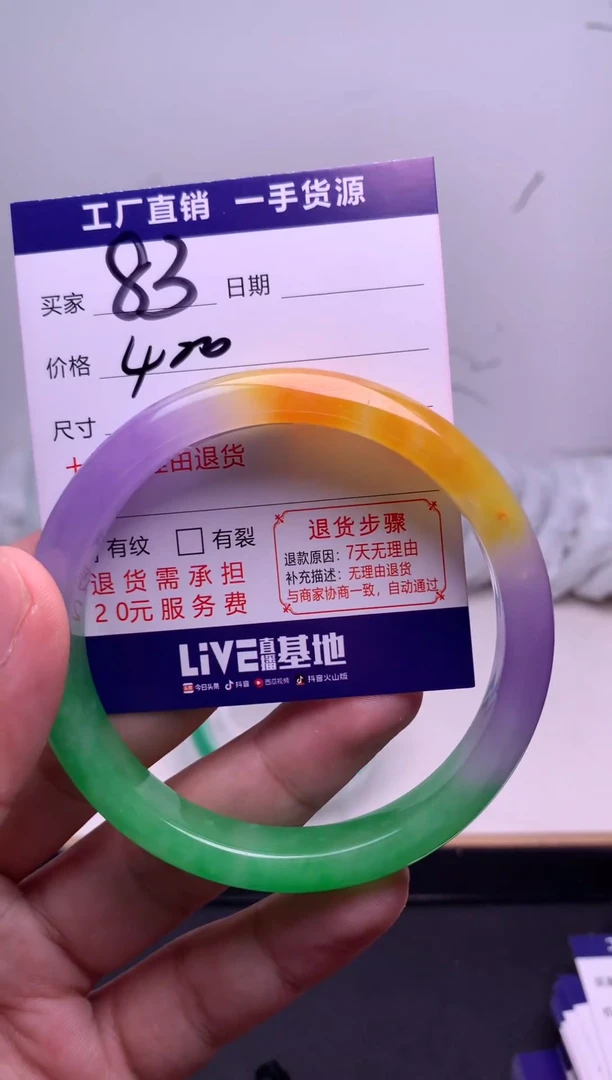 工厂直销 一手货源
买家 83 日期
价格
尺寸
由退货
有纹 有裂
退货需承担
20元服务费
退货步骤
退款原因：7天无理由
补充描述：无理由退货
与商家协商一致，自动通过
LiVE直播基地
今日头条 抖音 西瓜视频 抖音火山版